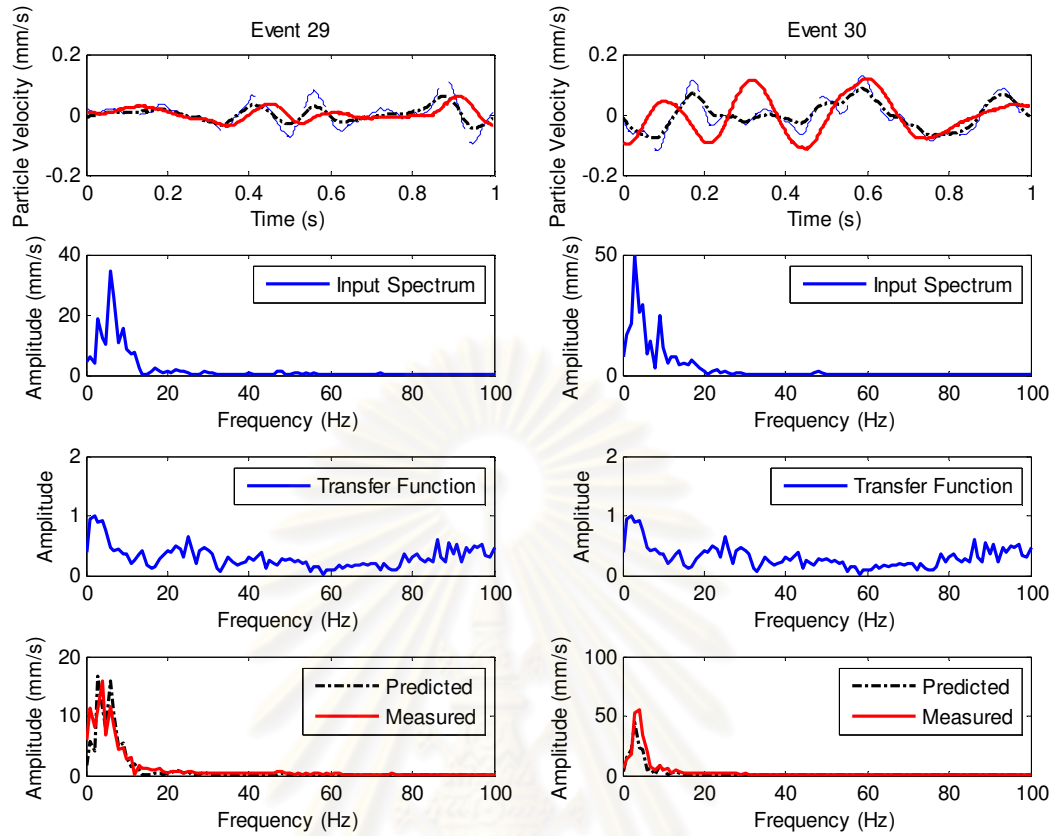 Event 29
Particle Velocity (mm/s)
0.2
0
-0.2
0 0.2 0.4 0.6 0.8 1
Time (s)
Event 30
Particle Velocity (mm/s)
0.2
0
-0.2
0 0.2 0.4 0.6 0.8 1
Time (s)
Amplitude (mm/s)
40
20
0
Input Spectrum
0 20 40 60 80 100
Frequency (Hz)
Amplitude (mm/s)
50
0
Input Spectrum
0 20 40 60 80 100
Frequency (Hz)
Amplitude
2
1
0
Transfer Function
0 20 40 60 80 100
Frequency (Hz)
Amplitude
2
1
0
Transfer Function
0 20 40 60 80 100
Frequency (Hz)
Amplitude (mm/s)
20
10
0
Predicted
Measured
0 20 40 60 80 100
Frequency (Hz)
Amplitude (mm/s)
100
50
0
Predicted
Measured
0 20 40 60 80 100
Frequency (Hz)